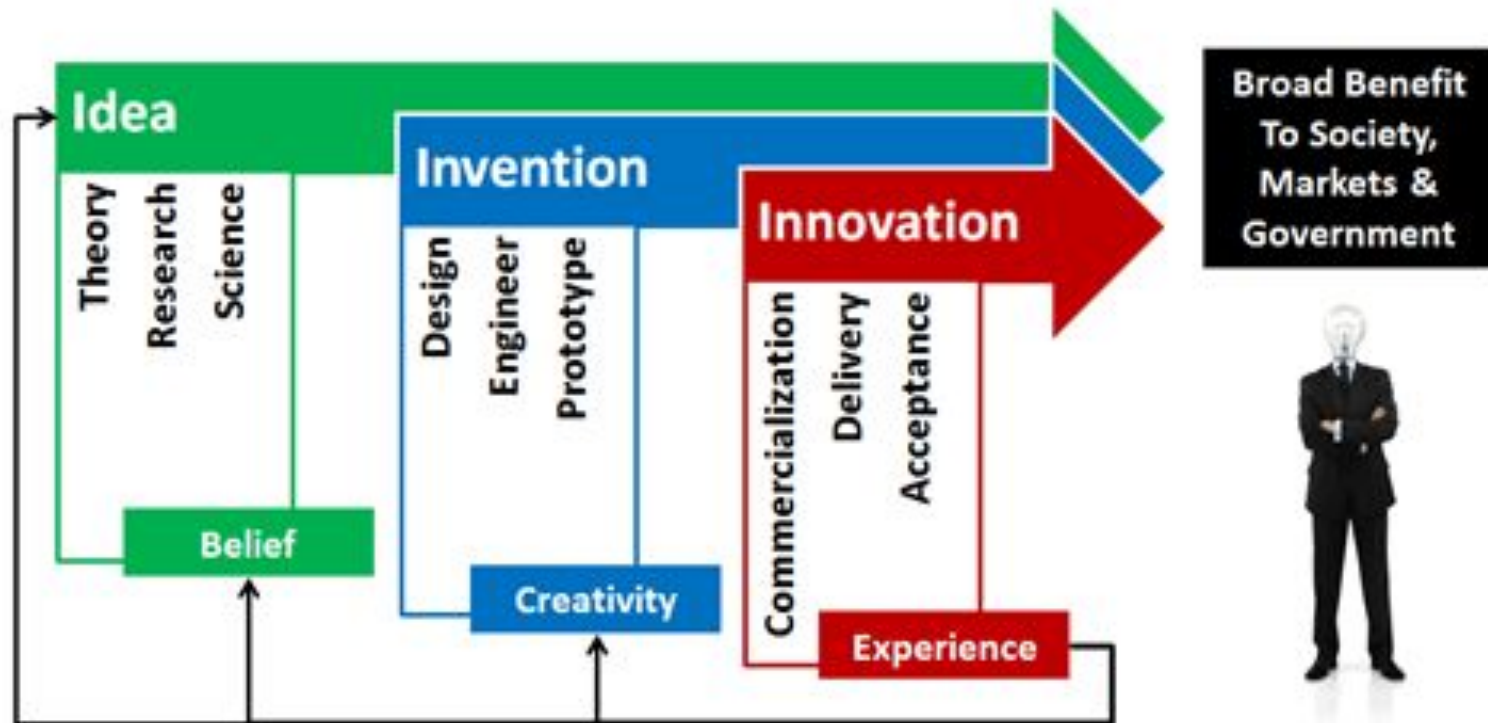 Idea
Theory
Research
Science
Belief
Invention
Design
Engineer
Prototype
Creativity
Innovation
Commercialization
Delivery
Acceptance
Experience
Broad Benefit
To Society,
Markets &
Government